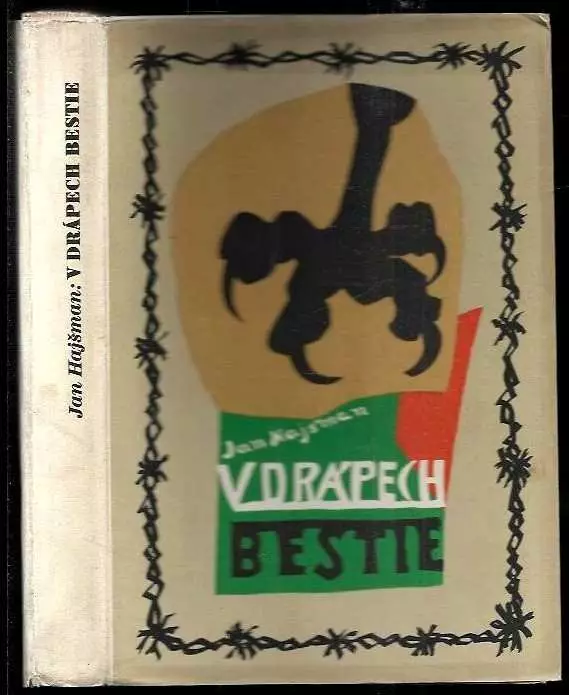 Jan Hajšman: V DRÁPECH BESTIE
Jan Hajšman
V DRÁPECH
BESTIE